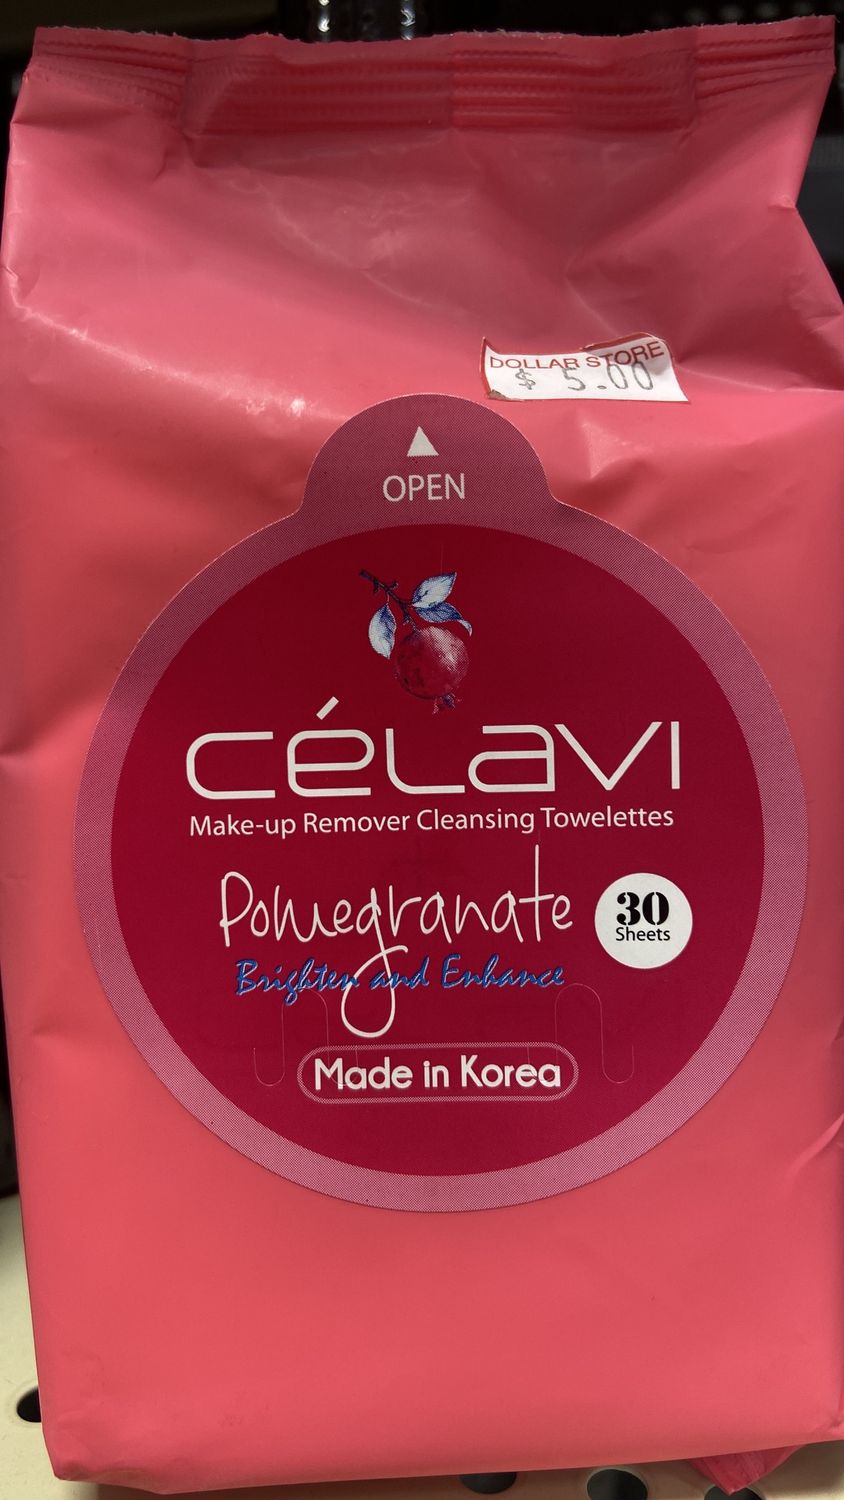 DOLLAR STORE
$ 5.00
OPEN
céLavi
Make-up Remover Cleansing Towelettes
Pomegranate
30
Sheets
Brighten and Enhance
Made in Korea